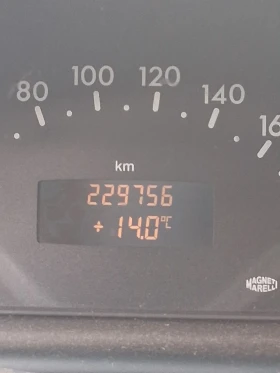 80 100 120 140 16
km
229756
+ 14.0°C
MAGNETI
MARELLI